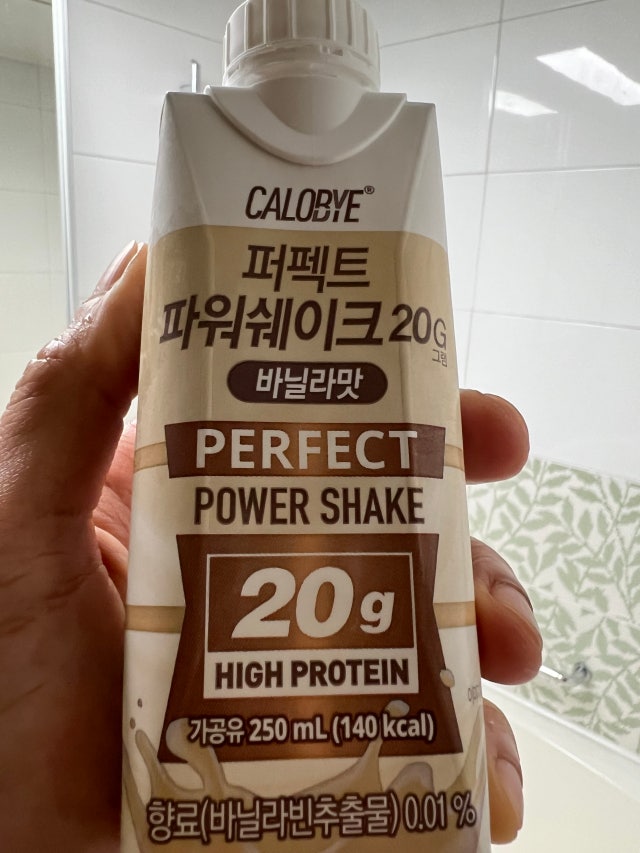 CALOBYE®
퍼펙트
파워쉐이크 20G
그램
바닐라맛
PERFECT
POWER SHAKE
20g
HIGH PROTEIN
가공유 250 mL (140 kcal)
향료(바닐라빈추출물) 0.01 %